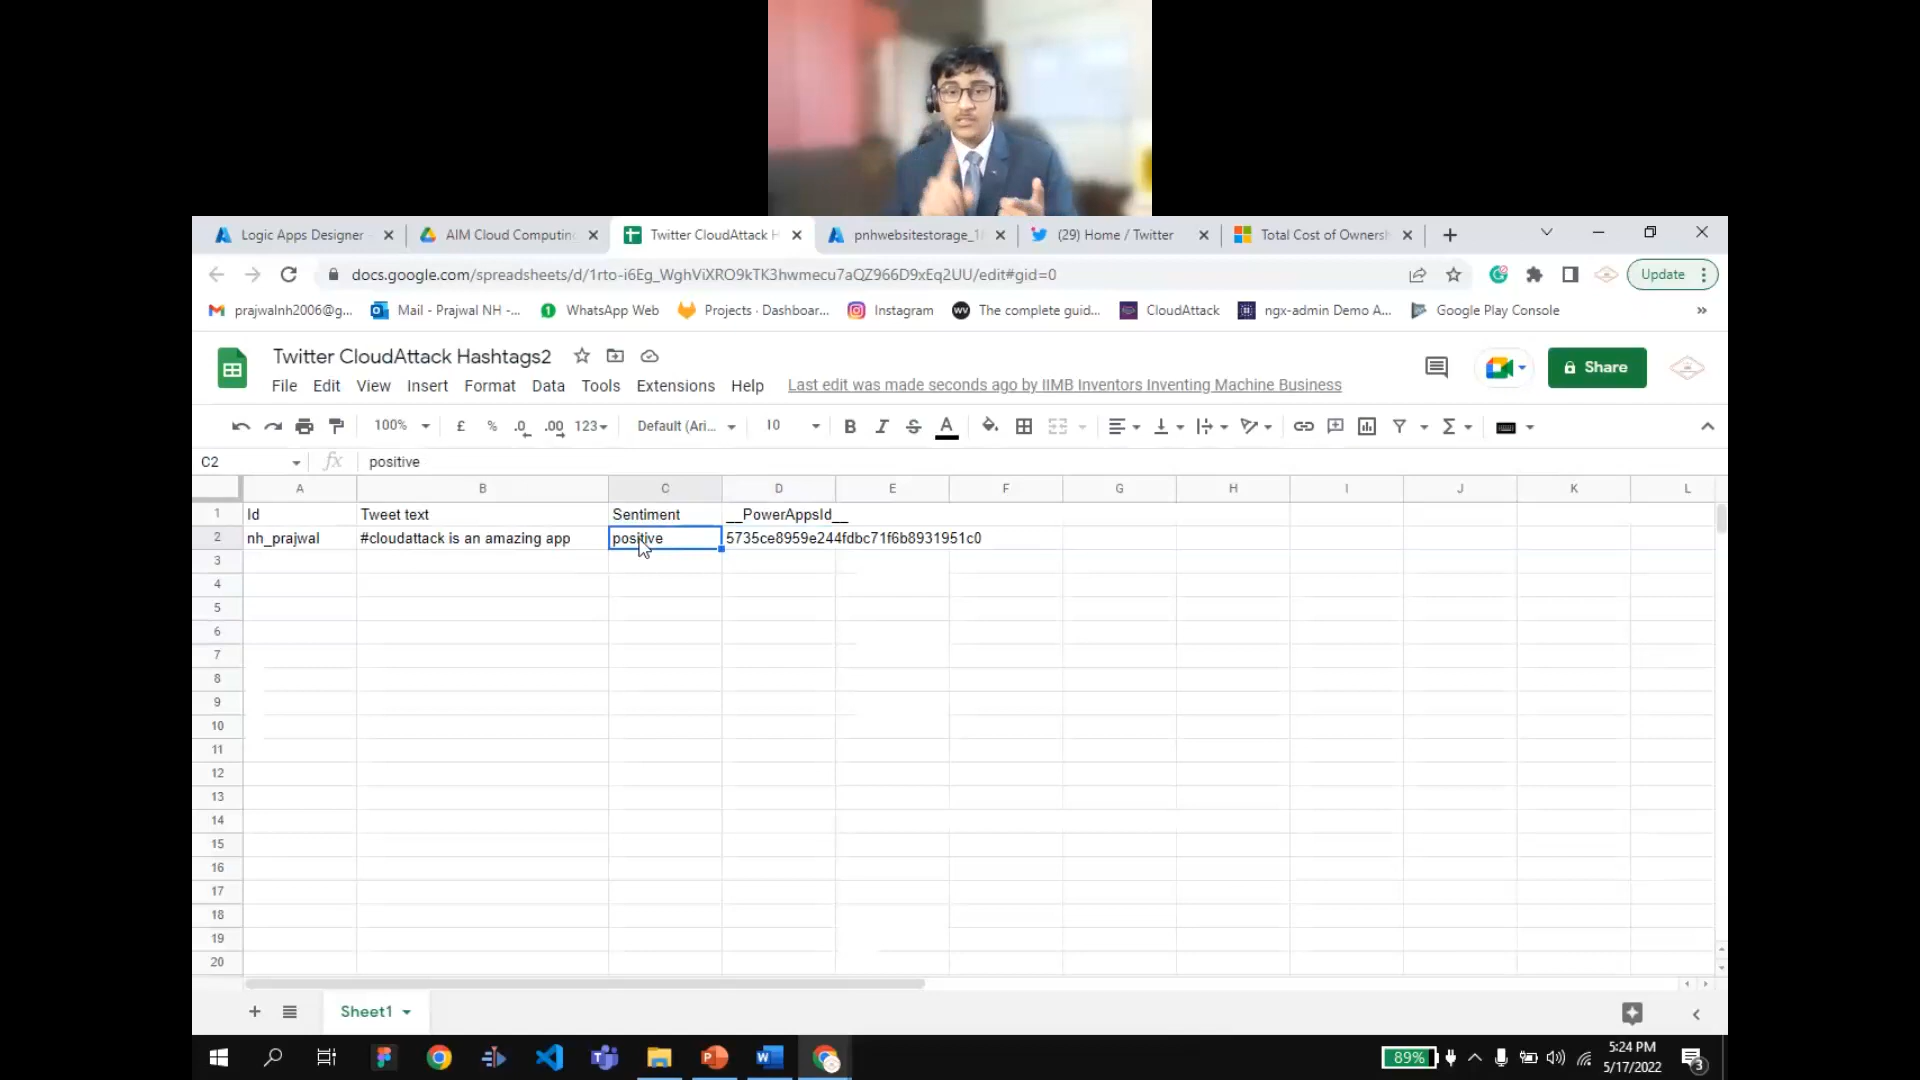 Logic Apps Designer
AIM Cloud Computing
Twitter CloudAttack H
pnhwebsitestorage_1
(29) Home / Twitter
Total Cost of Ownersh
docs.google.com/spreadsheets/d/1rto-i6Eg_WghViXRO9kTK3hwmecu7aQZ966D9xEq2UU/edit#gid=0
Update
prajwalnh2006@g...
Mail - Prajwal NH -...
WhatsApp Web
Projects · Dashboar...
Instagram
The complete guid...
CloudAttack
ngx-admin Demo A...
Google Play Console
Twitter CloudAttack Hashtags2
Share
File Edit View Insert Format Data Tools Extensions Help
Last edit was made seconds ago by IIMB Inventors Inventing Machine Business
100% £ % .0 .00 123 Default (Ari... 10 B I S A
C2 fx positive
A B C D E F G H I J K L
1 Id Tweet text Sentiment __PowerAppsId__
2 nh_prajwal #cloudattack is an amazing app positive 5735ce8959e244fdbc71f6b8931951c0
3
4
5
6
7
8
9
10
11
12
13
14
15
16
17
18
19
20
Sheet1
89%
5:24 PM
5/17/2022
3